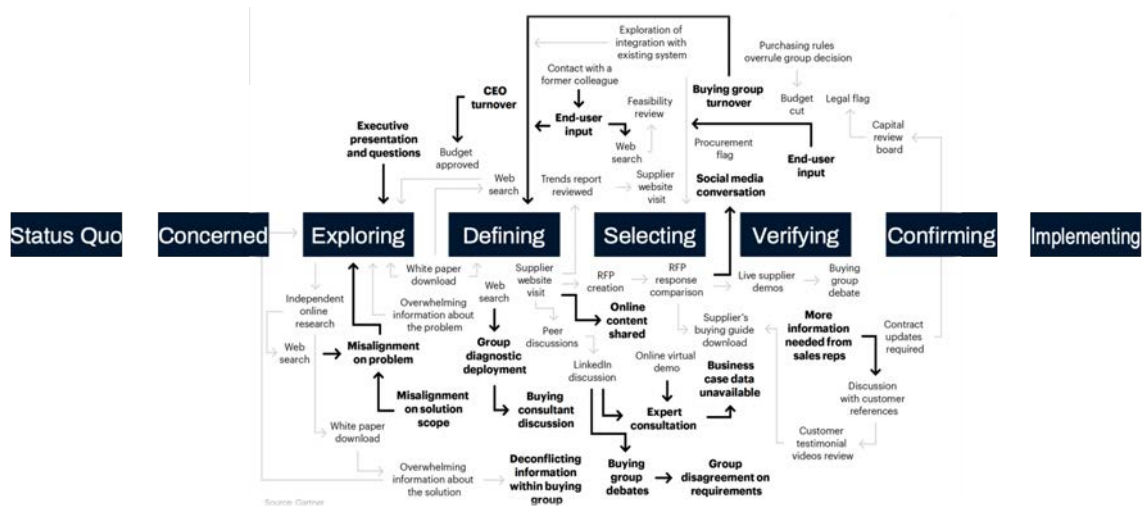 Exploration of
integration with
existing system
Purchasing rules
overrule group decision
Contact with a
former colleague
CEO
turnover
Buying group
turnover
Feasibility
review
Budget
cut
Legal flag
Executive
presentation
and questions
End-user
input
Capital
review
board
Budget
approved
Web
search
Procurement
flag
End-user
input
Web
search
Trends report
reviewed
Supplier
website
visit
Social media
conversation
Status Quo
Concerned
Exploring
Defining
Selecting
Verifying
Confirming
Implementing
White paper
download
Supplier
website
visit
RFP
creation
RFP
response
comparison
Live supplier
demos
Buying
group
debate
Independent
online
research
Overwhelming
information about
the problem
Web
search
Online
content
shared
Supplier's
buying guide
download
More
information
needed from
sales reps
Contract
updates
required
Web
search
Misalignment
on problem
Group
diagnostic
deployment
Peer
discussions
LinkedIn
discussion
Online virtual
demo
Business
case data
unavailable
Discussion
with customer
references
Misalignment
on solution
scope
Buying
consultant
discussion
Expert
consultation
White paper
download
Customer
testimonial
videos review
Overwhelming
information about
the solution
Deconflicting
information
within buying
group
Buying
group
debates
Group
disagreement on
requirements
Source: Gartner